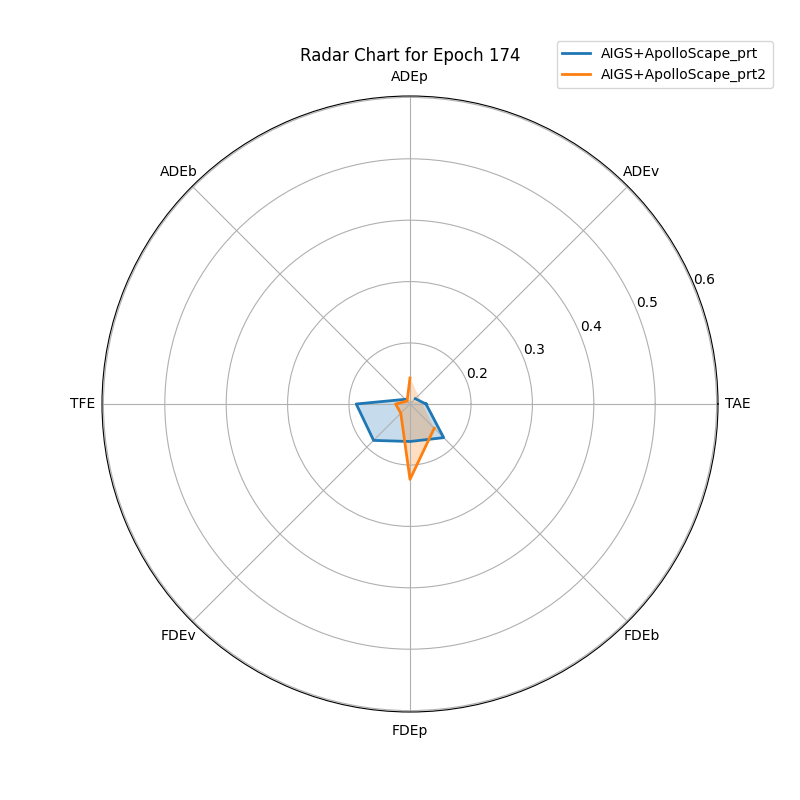 Radar Chart for Epoch 174
AIGS+ApolloScape_prt
AIGS+ApolloScape_prt2
ADEp
ADEb
ADEv
0.6
0.5
0.4
0.3
0.2
TFE
TAE
FDEv
FDEb
FDEp